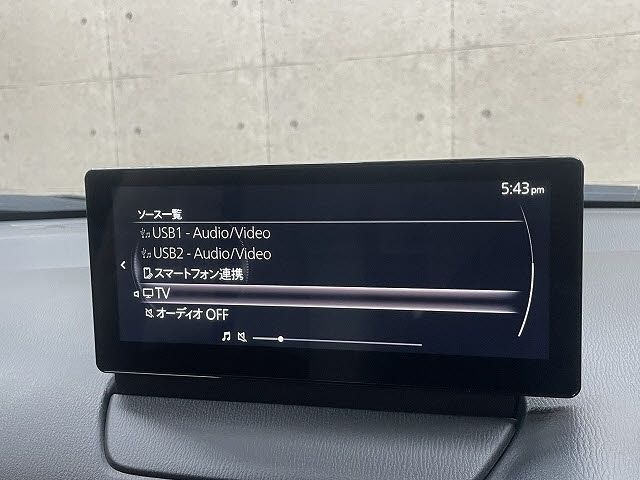 5:43pm
ソース一覧
USB1 - Audio/Video
USB2 - Audio/Video
スマートフォン連携
TV
オーディオ OFF